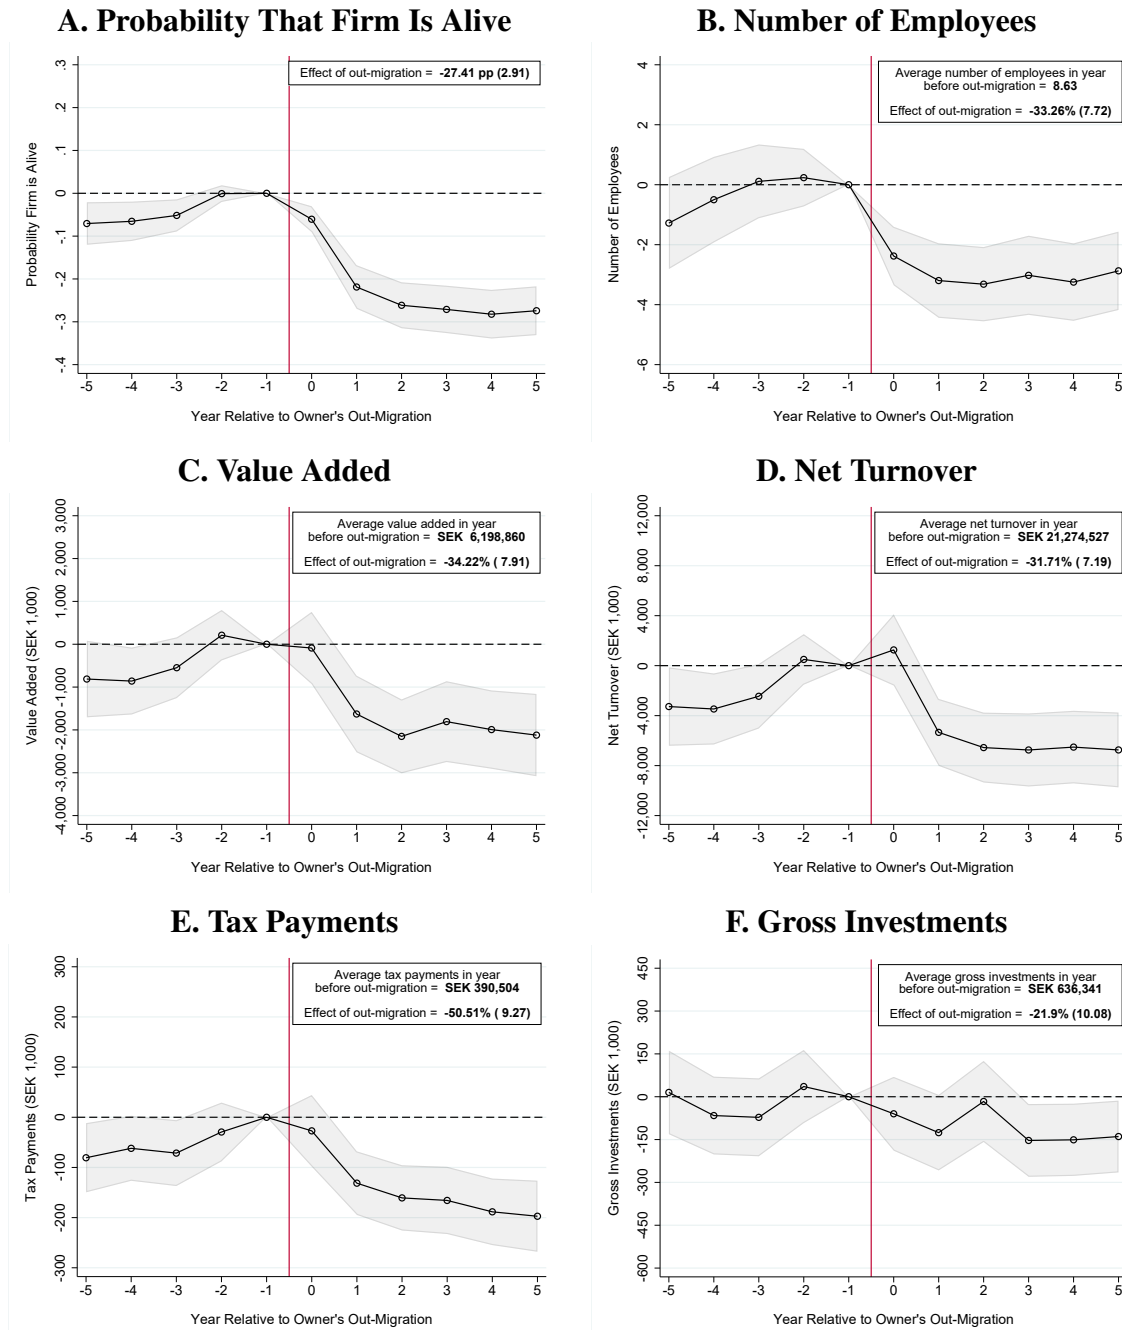 A. Probability That Firm Is Alive
Effect of out-migration = -27.41 pp (2.91)
Probability Firm is Alive
.3
.2
.1
0
-.1
-.2
-.3
-.4
-5 -4 -3 -2 -1 0 1 2 3 4 5
Year Relative to Owner's Out-Migration
B. Number of Employees
Average number of employees in year
before out-migration = 8.63
Effect of out-migration = -33.26% (7.72)
Number of Employees
4
2
0
-2
-4
-6
-5 -4 -3 -2 -1 0 1 2 3 4 5
Year Relative to Owner's Out-Migration
C. Value Added
Average value added in year
before out-migration = SEK 6,198,860
Effect of out-migration = -34.22% ( 7.91)
Value Added (SEK 1,000)
3,000
2,000
1,000
0
-1,000
-2,000
-3,000
-4,000
-5 -4 -3 -2 -1 0 1 2 3 4 5
Year Relative to Owner's Out-Migration
D. Net Turnover
Average net turnover in year
before out-migration = SEK 21,274,527
Effect of out-migration = -31.71% ( 7.19)
Net Turnover (SEK 1,000)
12,000
8,000
4,000
0
-4,000
-8,000
-12,000
-5 -4 -3 -2 -1 0 1 2 3 4 5
Year Relative to Owner's Out-Migration
E. Tax Payments
Average tax payments in year
before out-migration = SEK 390,504
Effect of out-migration = -50.51% ( 9.27)
Tax Payments (SEK 1,000)
300
200
100
0
-100
-200
-300
-5 -4 -3 -2 -1 0 1 2 3 4 5
Year Relative to Owner's Out-Migration
F. Gross Investments
Average gross investments in year
before out-migration = SEK 636,341
Effect of out-migration = -21.9% (10.08)
Gross Investments (SEK 1,000)
450
300
150
0
-150
-300
-450
-600
-5 -4 -3 -2 -1 0 1 2 3 4 5
Year Relative to Owner's Out-Migration